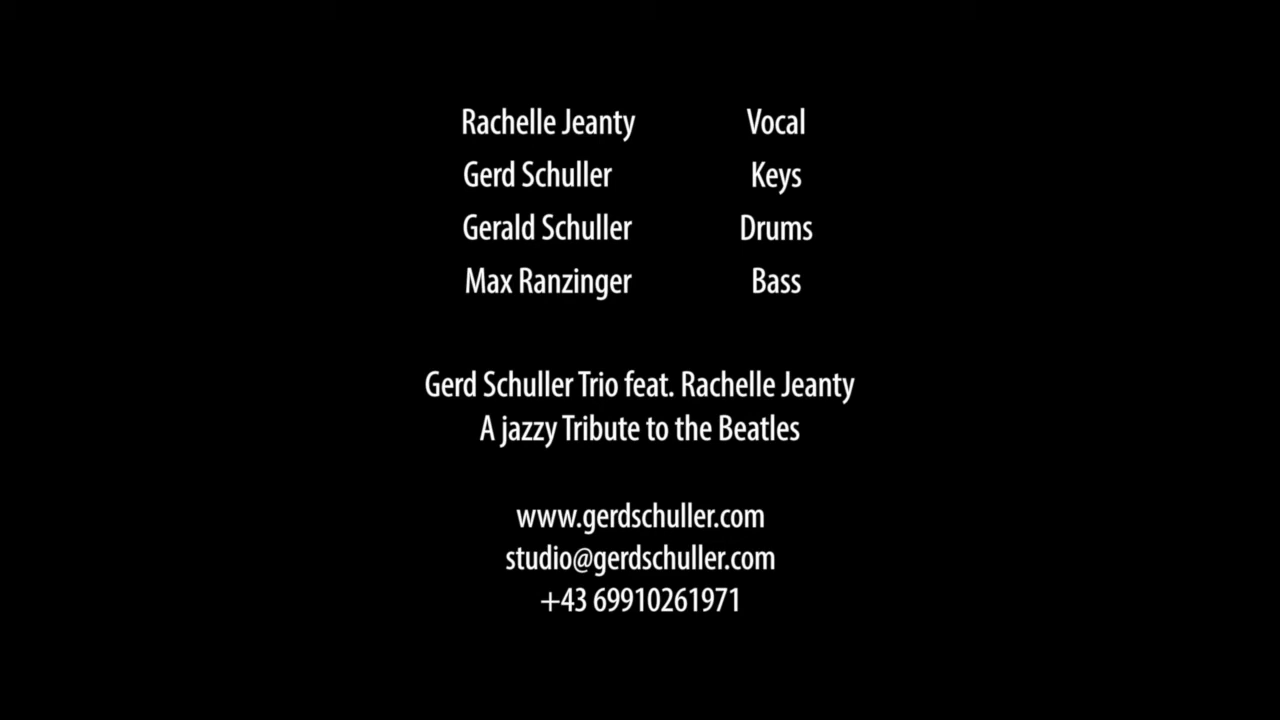 Rachelle Jeanty Vocal
Gerd Schuller Keys
Gerald Schuller Drums
Max Ranzinger Bass
Gerd Schuller Trio feat. Rachelle Jeanty
A jazzy Tribute to the Beatles
www.gerdschuller.com
studio@gerdschuller.com
+43 69910261971